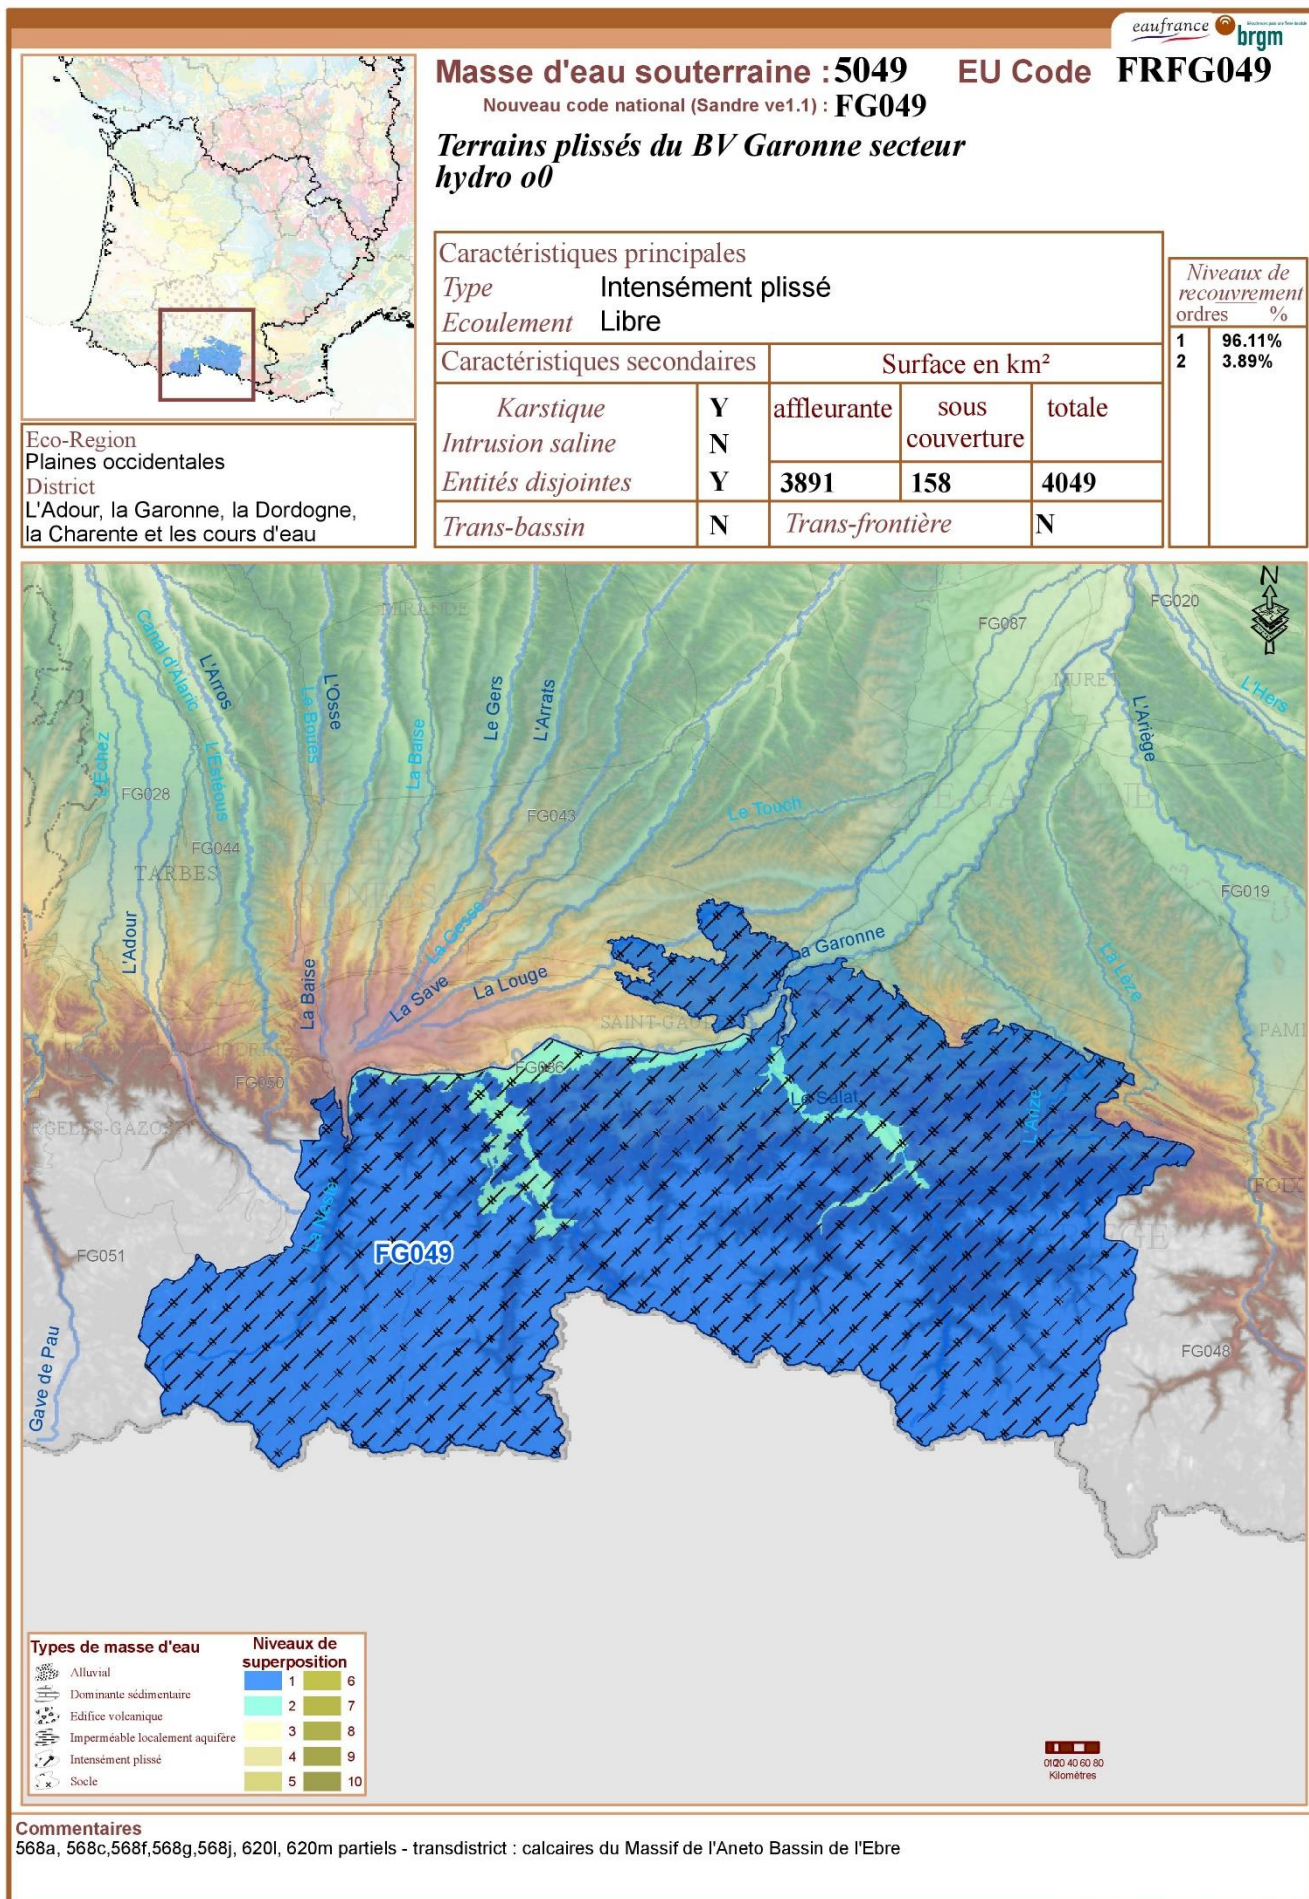 eaufrance
brgm
Masse d'eau souterraine : 5049 EU Code FRFG049
Nouveau code national (Sandre ve1.1) : FG049
Terrains plissés du BV Garonne secteur
hydro o0
Eco-Region
Plaines occidentales
District
L'Adour, la Garonne, la Dordogne,
la Charente et les cours d'eau
Caractéristiques principales
Type Intensément plissé
Ecoulement Libre
Caractéristiques secondaires
Surface en km²
Karstique Y
affleurante
sous
couverture
totale
Intrusion saline N
Entités disjointes Y 3891 158 4049
Trans-bassin N Trans-frontière N
Niveaux de
recouvrement
ordres %
1 96.11%
2 3.89%
N
FG020
FG087
MIRANDE
MURET
L'Hers
L'Ariège
Canal d'Alaric
L'Arros
L'Osse
Le Bouès
La Baise
Le Gers
L'Arrats
L'Echez
L'Estéous
FG028
FG044
FG043
Le Touch
TARBES
FG019
L'Adour
La Gesse
La Save
La Louge
La Garonne
La Lèze
La Baise
SAINT-GAU
PAMI
FG086
FG050
Le Salat
L'Arize
FOIX
La Neste
FG049
FG051
FG048
Gave de Pau
Types de masse d'eau
Alluvial
Dominante sédimentaire
Edifice volcanique
Imperméable localement aquifère
Intensément plissé
Socle
Niveaux de
superposition
1 6
2 7
3 8
4 9
5 10
Kilomètres
Commentaires
568a, 568c,568f,568g,568j, 620l, 620m partiels - transdistrict : calcaires du Massif de l'Aneto Bassin de l'Ebre